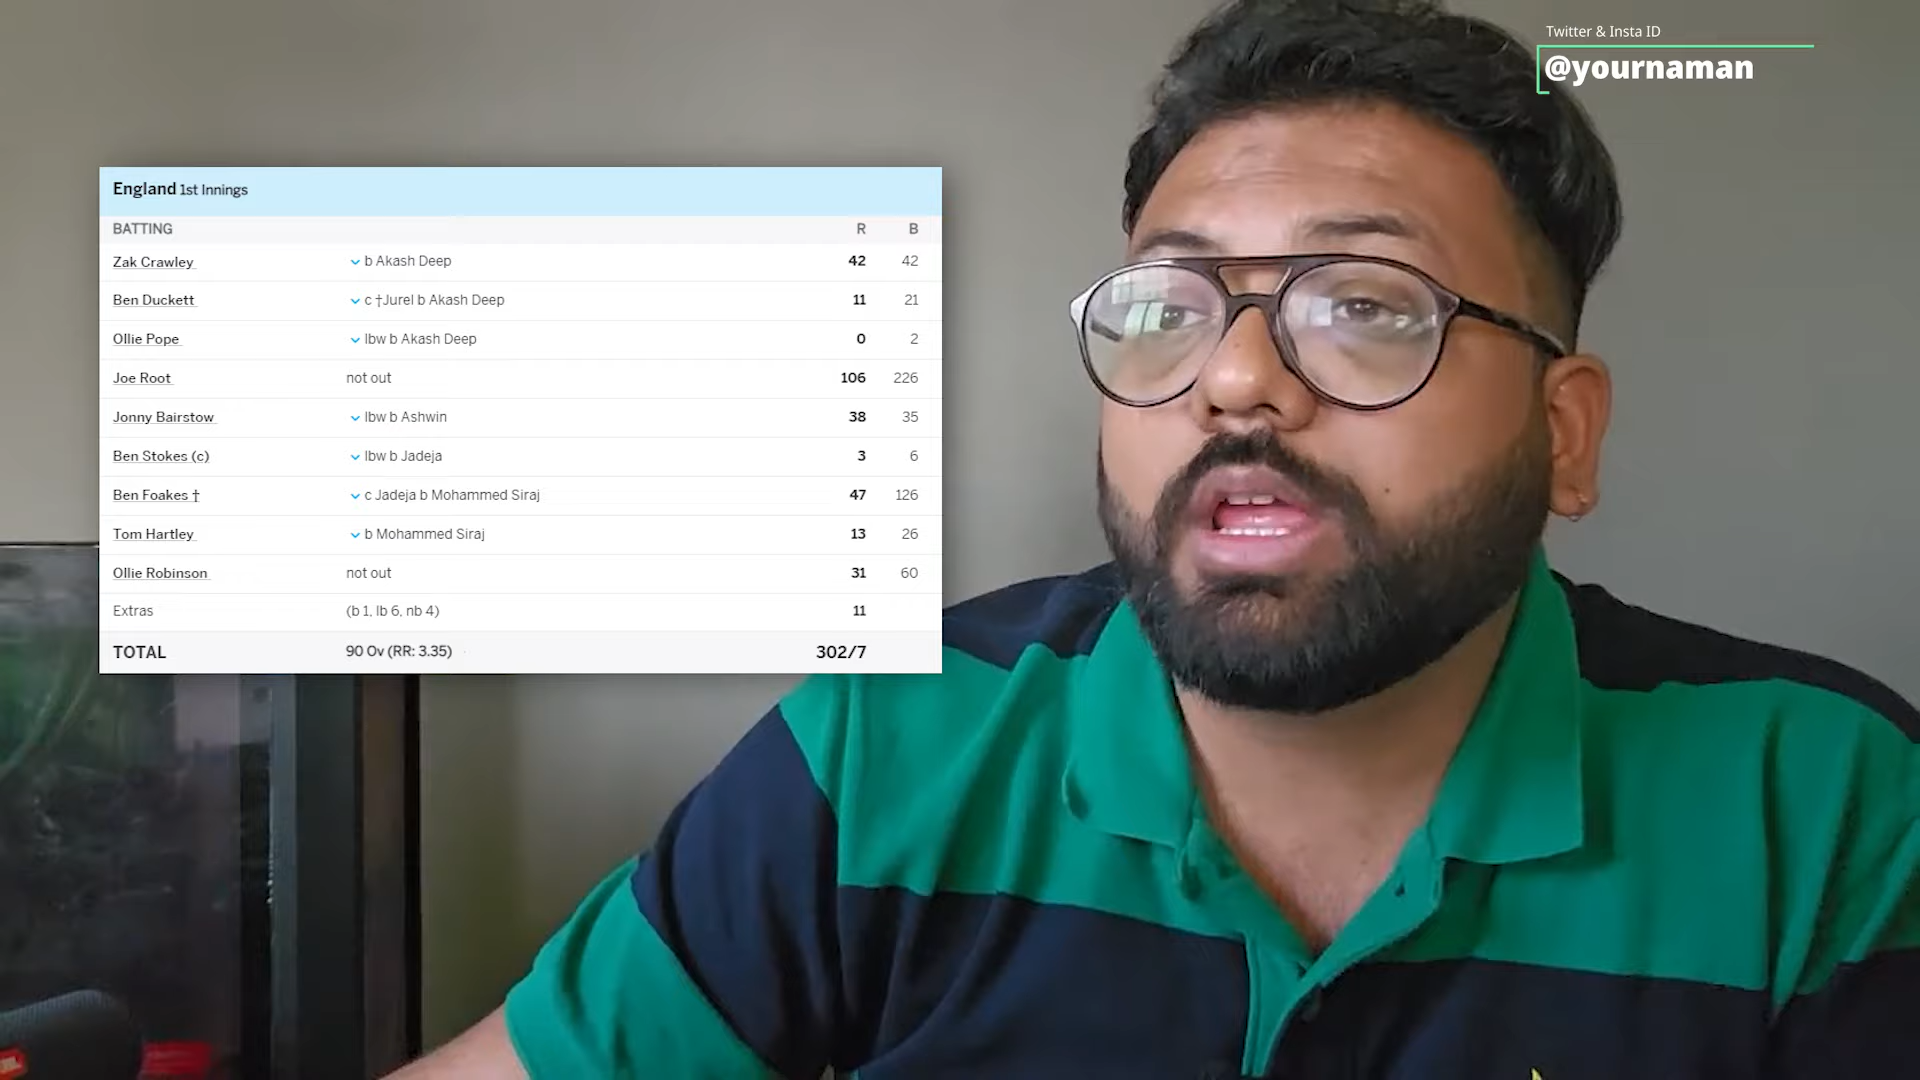 Twitter & Insta ID
@yournaman
England 1st Innings
BATTING R B
Zak Crawley b Akash Deep 42 42
Ben Duckett c †Jurel b Akash Deep 11 21
Ollie Pope lbw b Akash Deep 0 2
Joe Root not out 106 226
Jonny Bairstow lbw b Ashwin 38 35
Ben Stokes (c) lbw b Jadeja 3 6
Ben Foakes † c Jadeja b Mohammed Siraj 47 126
Tom Hartley b Mohammed Siraj 13 26
Ollie Robinson not out 31 60
Extras (b 1, lb 6, nb 4) 11
TOTAL 90 Ov (RR: 3.35) 302/7